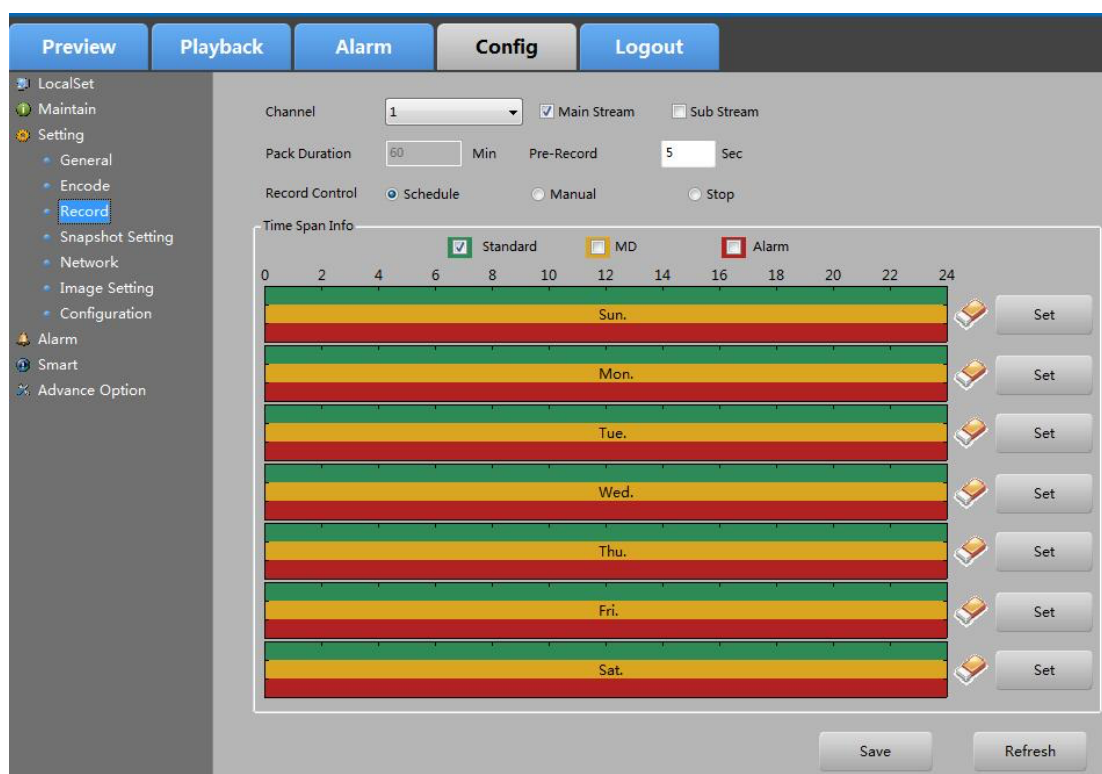 Preview Playback Alarm Config Logout
LocalSet
Maintain
Setting
General
Encode
Record
Snapshot Setting
Network
Image Setting
Configuration
Alarm
Smart
Advance Option
Channel 1 Main Stream Sub Stream
Pack Duration 60 Min Pre-Record 5 Sec
Record Control Schedule Manual Stop
Time Span Info
Standard MD Alarm
0 2 4 6 8 10 12 14 16 18 20 22 24
Sun. Set
Mon. Set
Tue. Set
Wed. Set
Thu. Set
Fri. Set
Sat. Set
Save Refresh